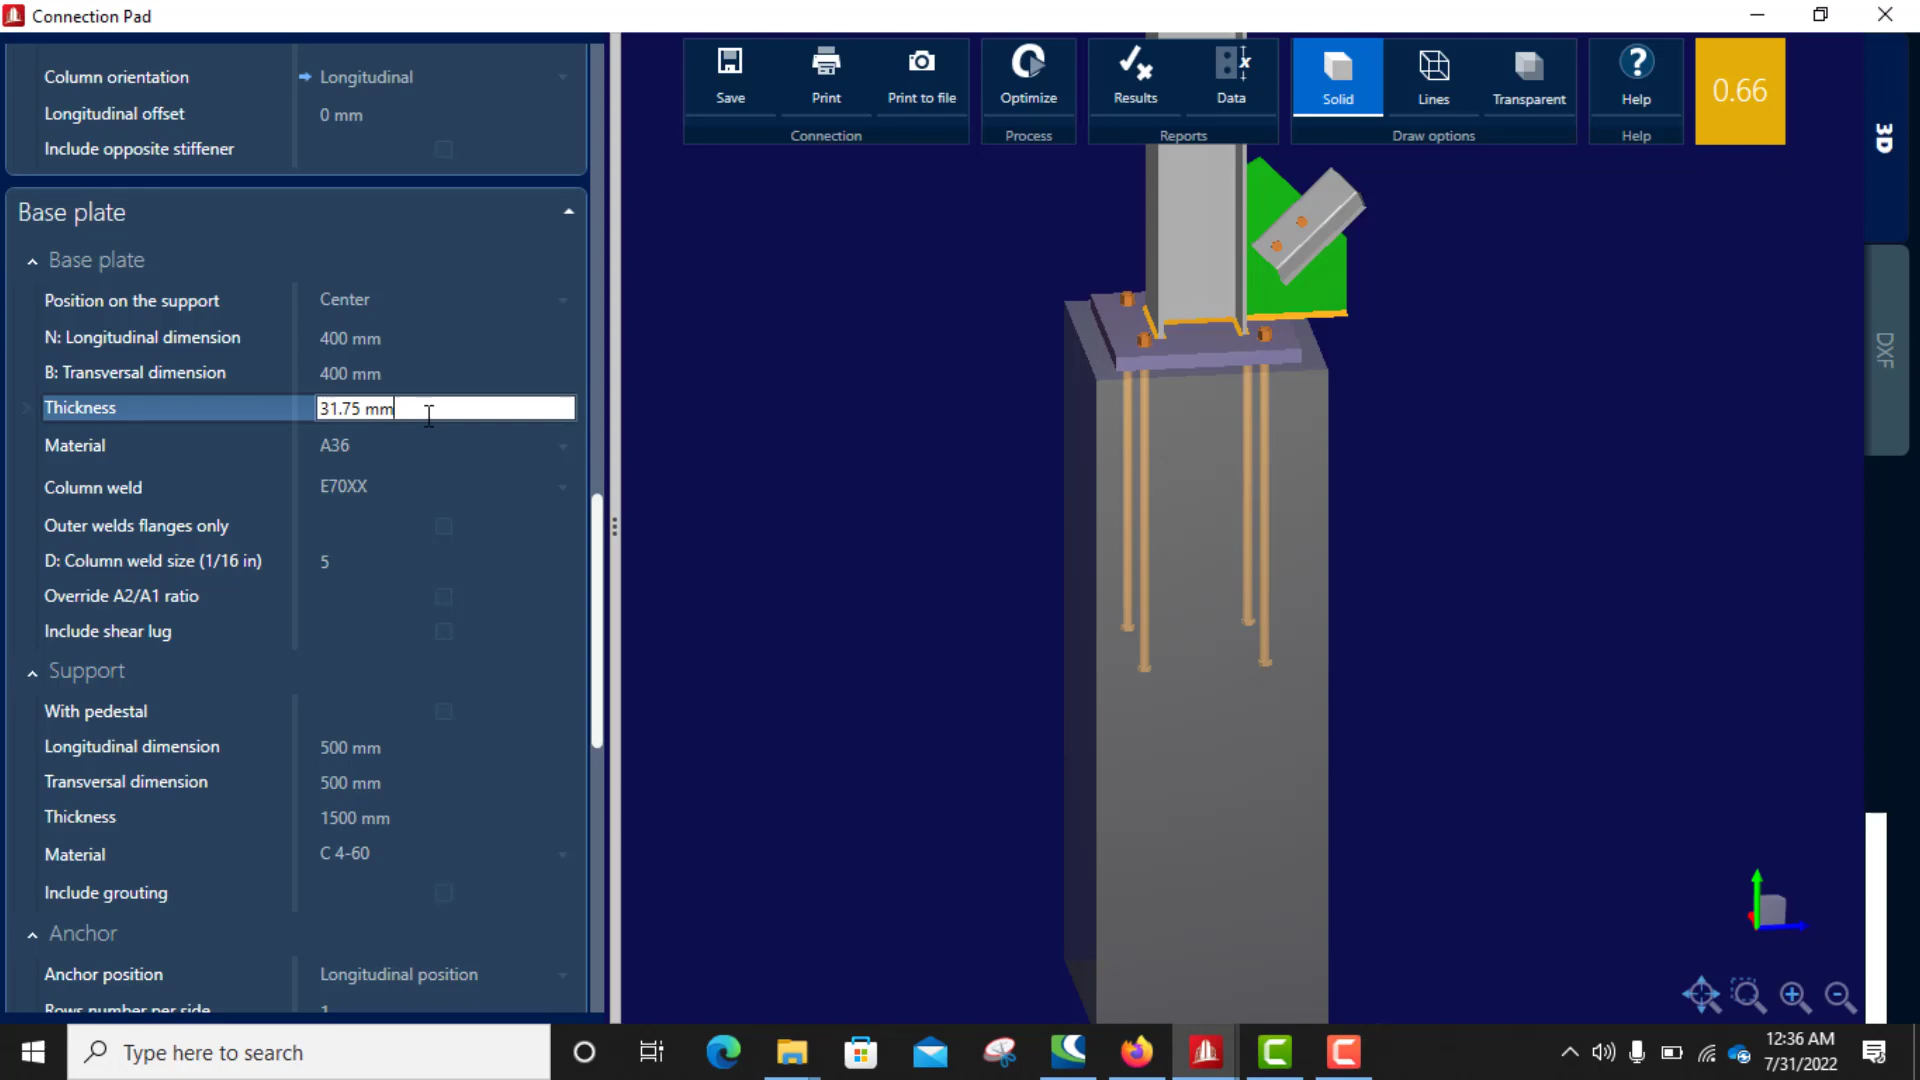 Connection Pad
Column orientation Longitudinal
Longitudinal offset 0 mm
Include opposite stiffener
Base plate
Base plate
Position on the support Center
N: Longitudinal dimension 400 mm
B: Transversal dimension 400 mm
Thickness 31.75 mm
Material A36
Column weld E70XX
Outer welds flanges only
D: Column weld size (1/16 in) 5
Override A2/A1 ratio
Include shear lug
Support
With pedestal
Longitudinal dimension 500 mm
Transversal dimension 500 mm
Thickness 1500 mm
Material C 4-60
Include grouting
Anchor
Anchor position Longitudinal position
Rows number per side 1
Save Print Print to file Optimize Results Data Solid Lines Transparent Help
Connection Process Reports Draw options Help
0.66
3D
DXF
Type here to search
12:36 AM
7/31/2022